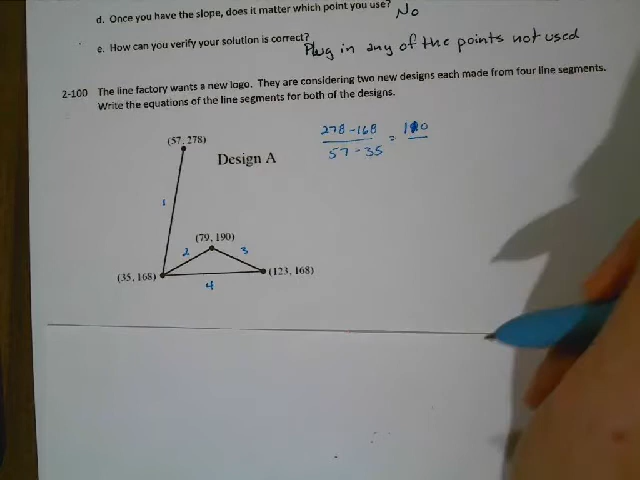 d. Once you have the slope, does it matter which point you use? No
e. How can you verify your solution is correct? Plug in any of the points not used
2-100 The line factory wants a new logo. They are considering two new designs each made from four line segments.
Write the equations of the line segments for both of the designs.
278-168
57-35
= 110
(57, 278)
Design A
1
(79, 190)
2
3
(35, 168)
(123, 168)
4